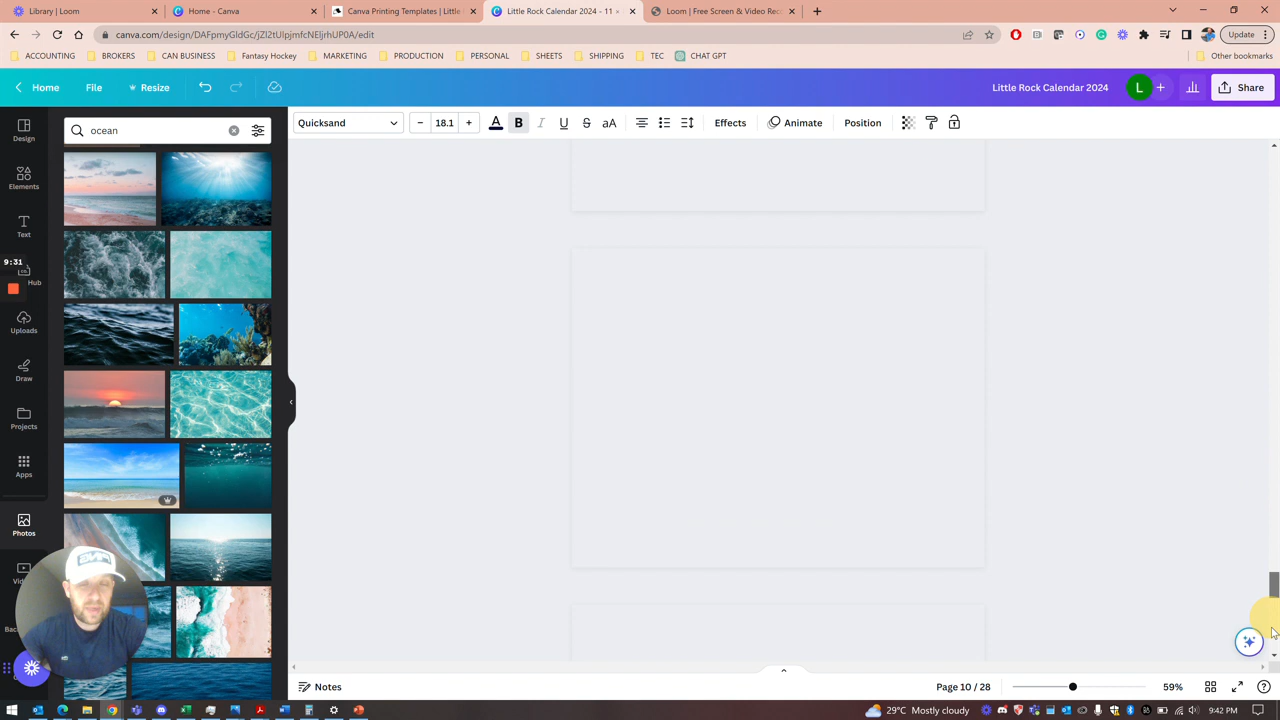 Library | Loom
Home - Canva
Canva Printing Templates | Little
Little Rock Calendar 2024 - 11 ×
Loom | Free Screen & Video Rec
canva.com/design/DAFpmyGldGc/jZl2tUIpjmfcNEljrhUP0A/edit
Update
ACCOUNTING
BROKERS
CAN BUSINESS
Fantasy Hockey
MARKETING
PRODUCTION
PERSONAL
SHEETS
SHIPPING
TEC
CHAT GPT
Other bookmarks
Home
File
Resize
Little Rock Calendar 2024
L
Share
ocean
Quicksand
18.1
A
B
I
U
S
aA
Effects
Animate
Position
Design
Elements
Text
9:31
Hub
Uploads
Draw
Projects
Apps
Photos
Notes
Page 10 / 28
59%
29°C Mostly cloudy
9:42 PM